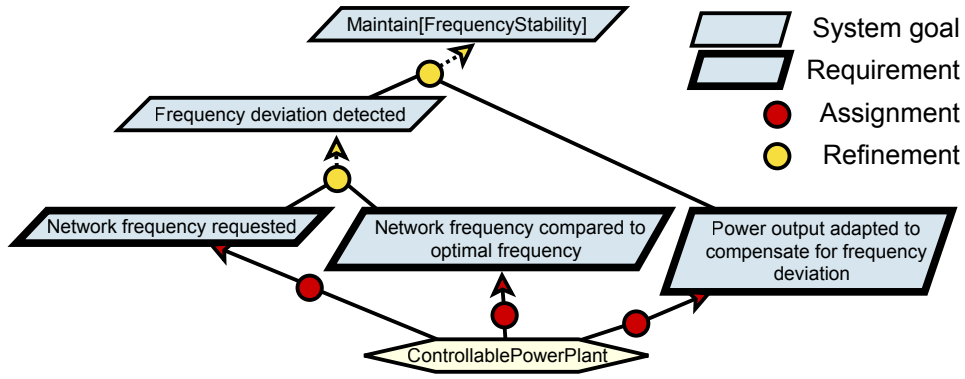 Maintain[FrequencyStability]
System goal
Requirement
Frequency deviation detected
Assignment
Refinement
Network frequency requested
Network frequency compared to
optimal frequency
Power output adapted to
compensate for frequency
deviation
ControllablePowerPlant